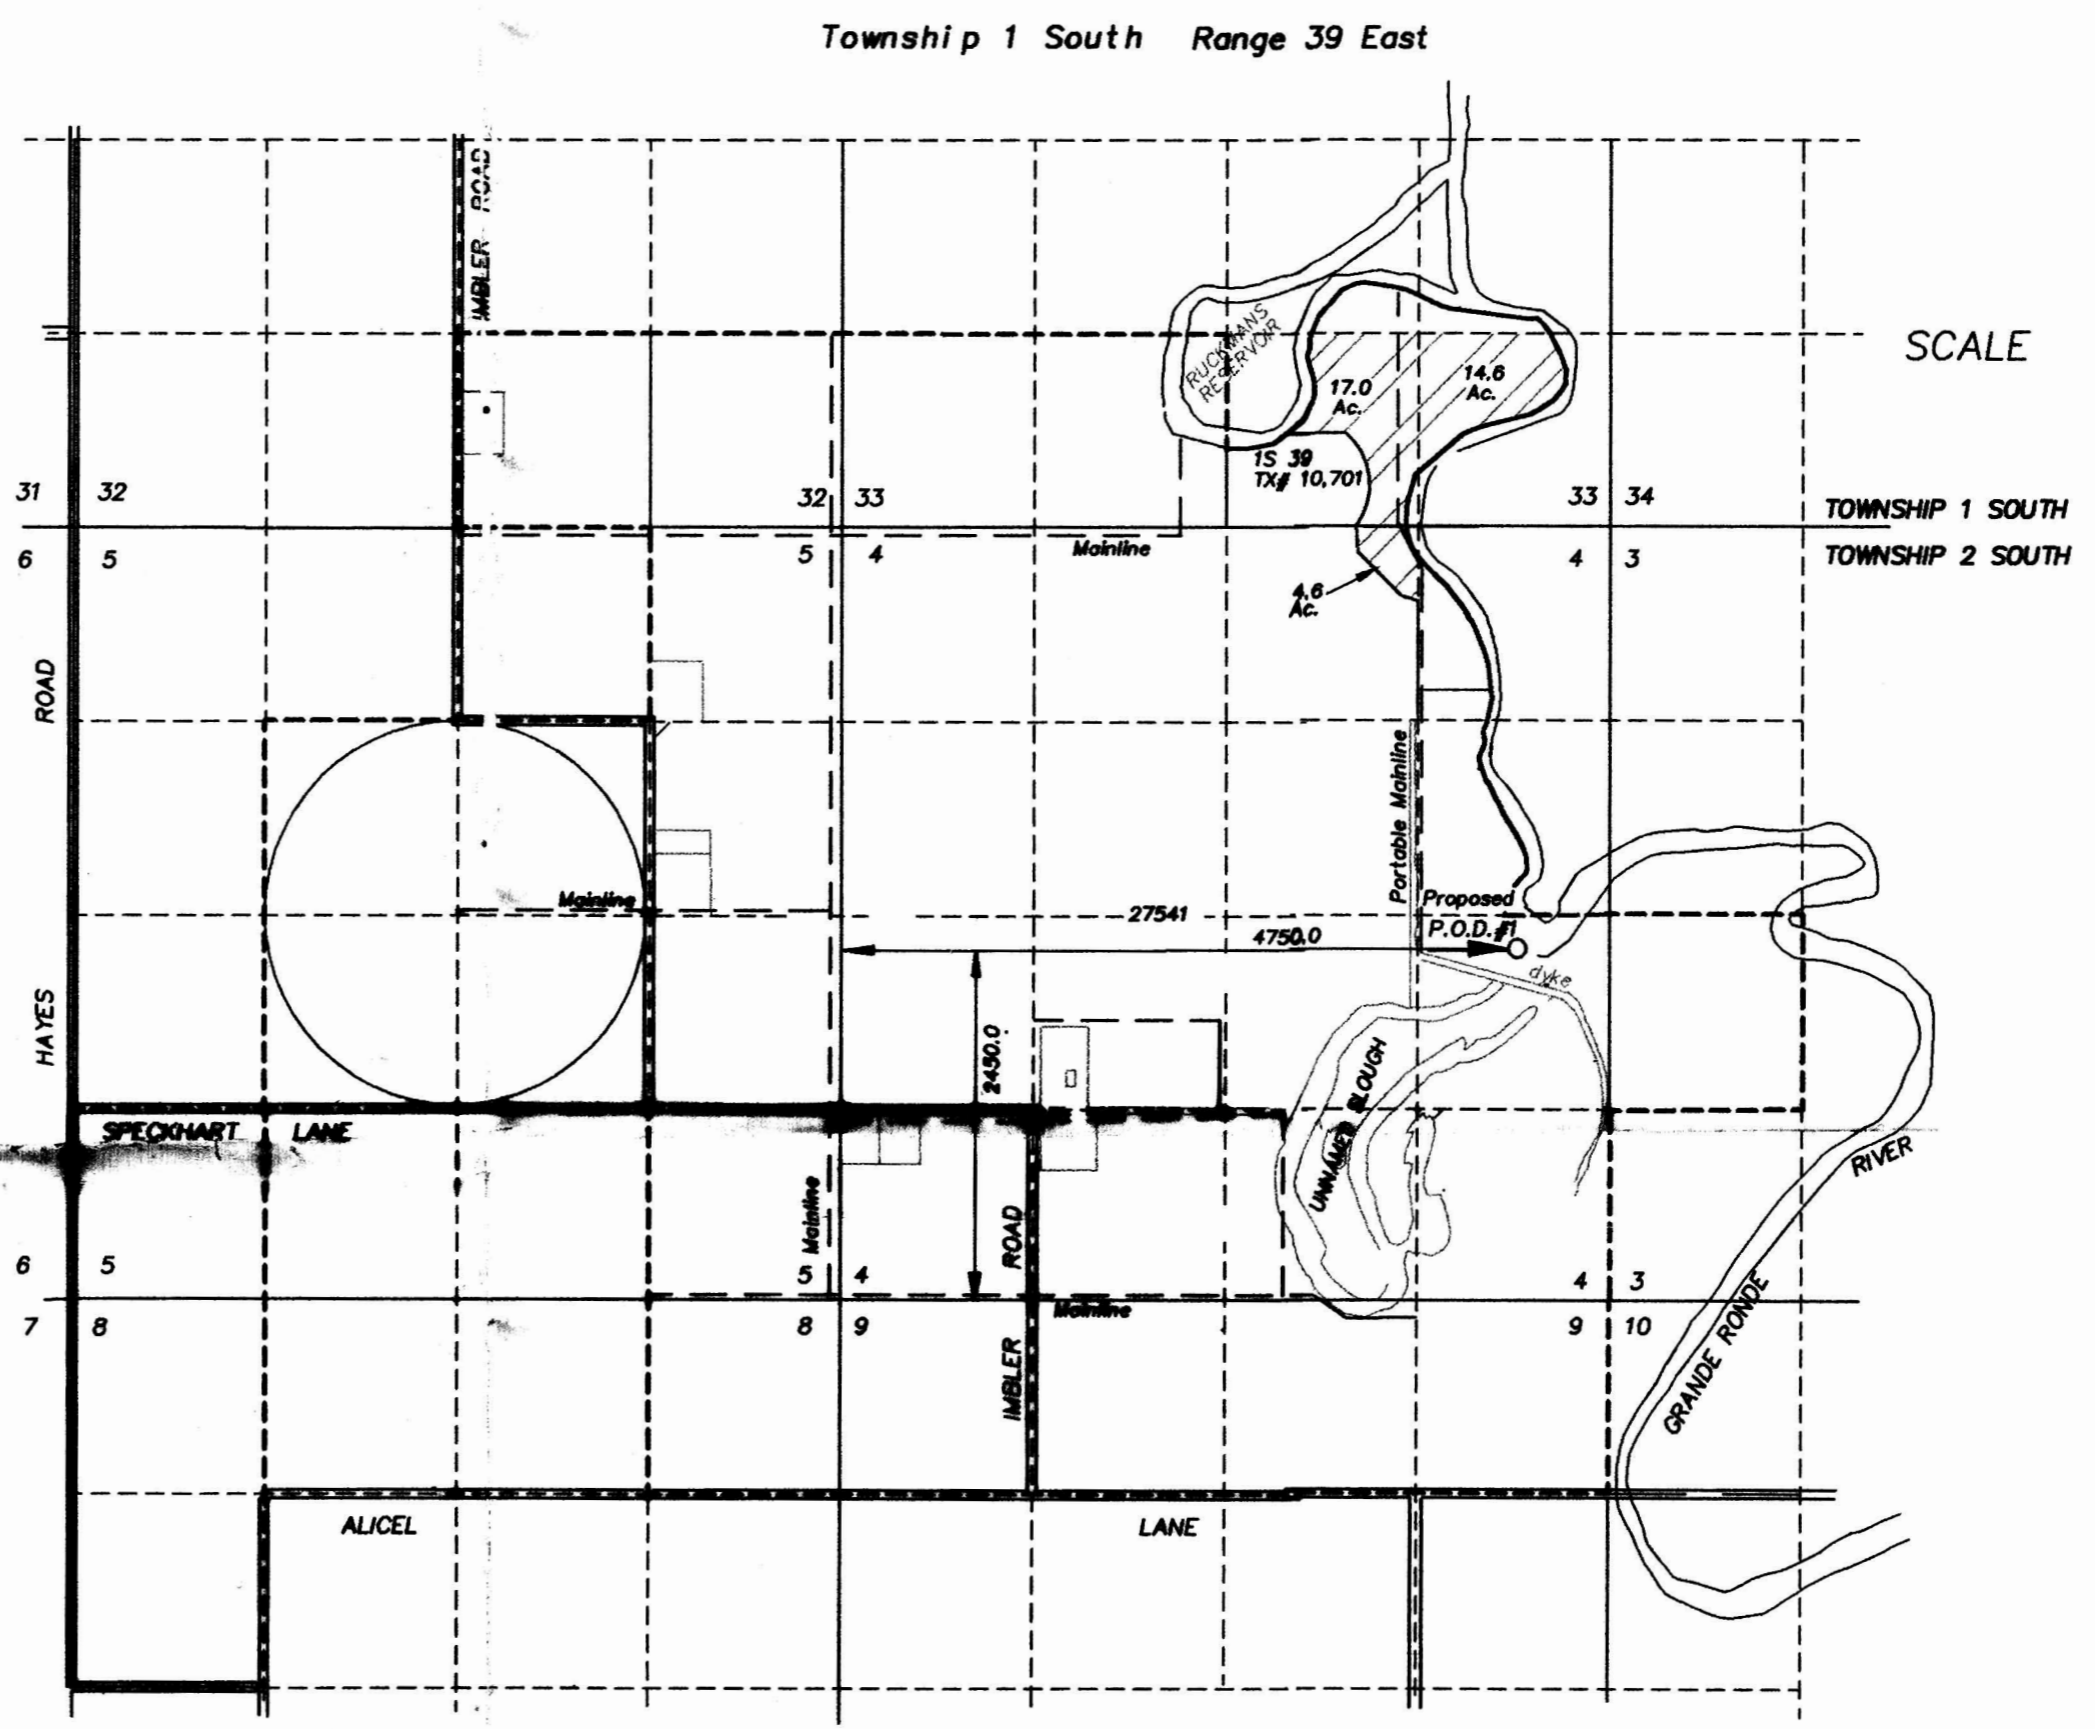 Township 1 South Range 39 East
IMBLER ROAD
RUCKMANS
RESERVOIR
SCALE
17.0
Ac.
14.6
Ac.
1S 39
TX# 10,701
31 32
32 33
33 34
TOWNSHIP 1 SOUTH
6 5
5 4
Mainline
4 3
TOWNSHIP 2 SOUTH
4.6
Ac.
HAYES ROAD
Portable Mainline
Mainline
Proposed
P.O.D.#1
27541
4750.0
dyke
2450.0
UNNAMED SLOUGH
SPECKHART LANE
RIVER
Mainline
IMBLER ROAD
6 5
5 4
4 3
Mainline
7 8
8 9
9 10
GRANDE RONDE
ALICEL LANE